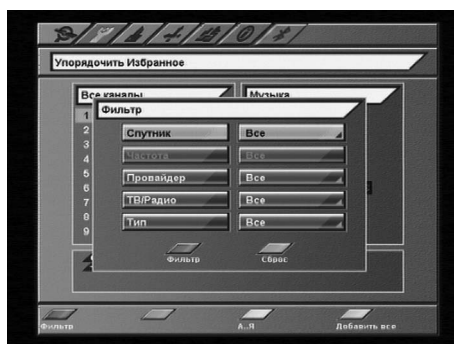 Упорядочить Избранное
Все каналы
Музыка
Фильтр
1
2
3
4
5
6
7
8
9
Спутник Все
Частота Все
Провайдер Все
ТВ/Радио Все
Тип Все
Фильтр Сброс
Фильтр А..Я Добавить все